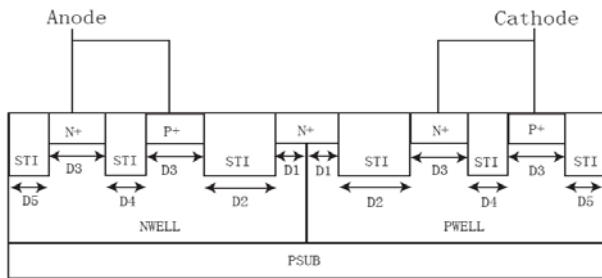 Anode Cathode
N+ P+ N+ N+ P+
STI STI STI STI STI STI
D3 D3 D1 D1 D3 D3
D5 D4 D2 D2 D4 D5
NWELL PWELL
PSUB